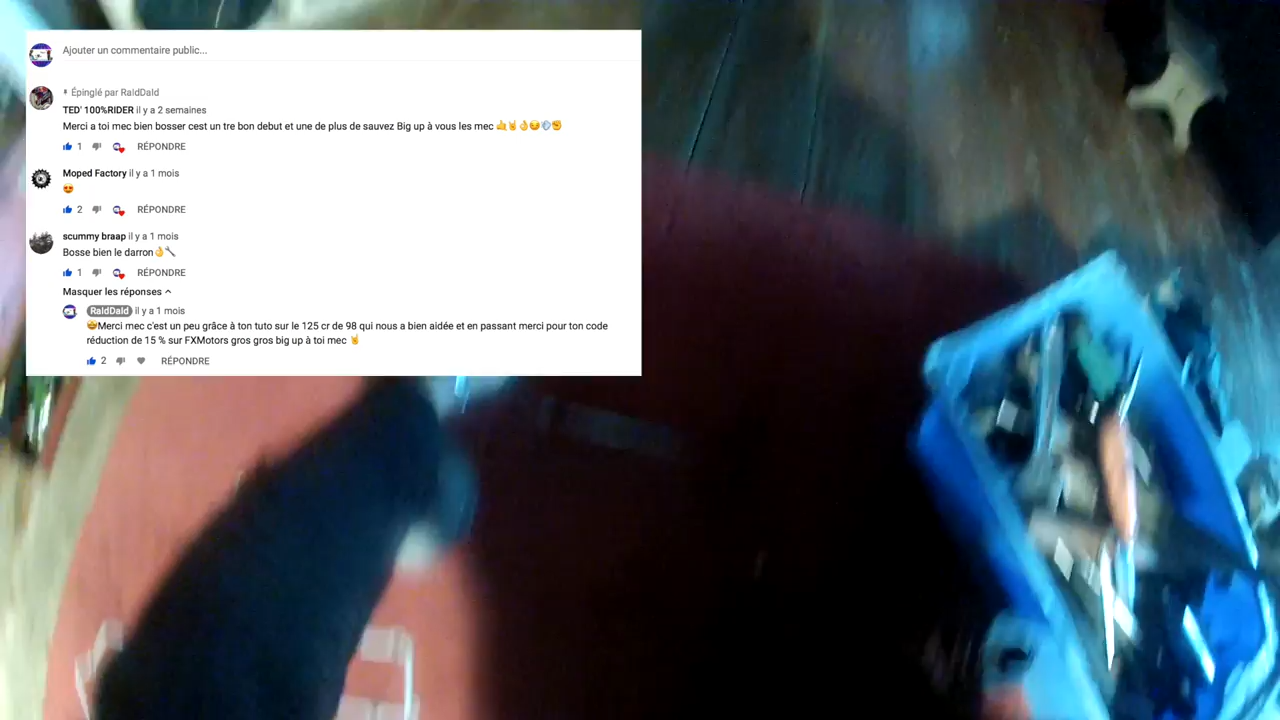 Ajouter un commentaire public...
Épinglé par RaldDald
TED' 100%RIDER il y a 2 semaines
Merci a toi mec bien bosser cest un tre bon debut et une de plus de sauvez Big up à vous les mec 🤙🤘👌😏💨✊
1 RÉPONDRE
Moped Factory il y a 1 mois
😍
2 RÉPONDRE
scummy braap il y a 1 mois
Bosse bien le darron👌🔧
1 RÉPONDRE
Masquer les réponses
RaldDald il y a 1 mois
🤩Merci mec c'est un peu grâce à ton tuto sur le 125 cr de 98 qui nous a bien aidée et en passant merci pour ton code
réduction de 15 % sur FXMotors gros gros big up à toi mec 🤘
2 RÉPONDRE